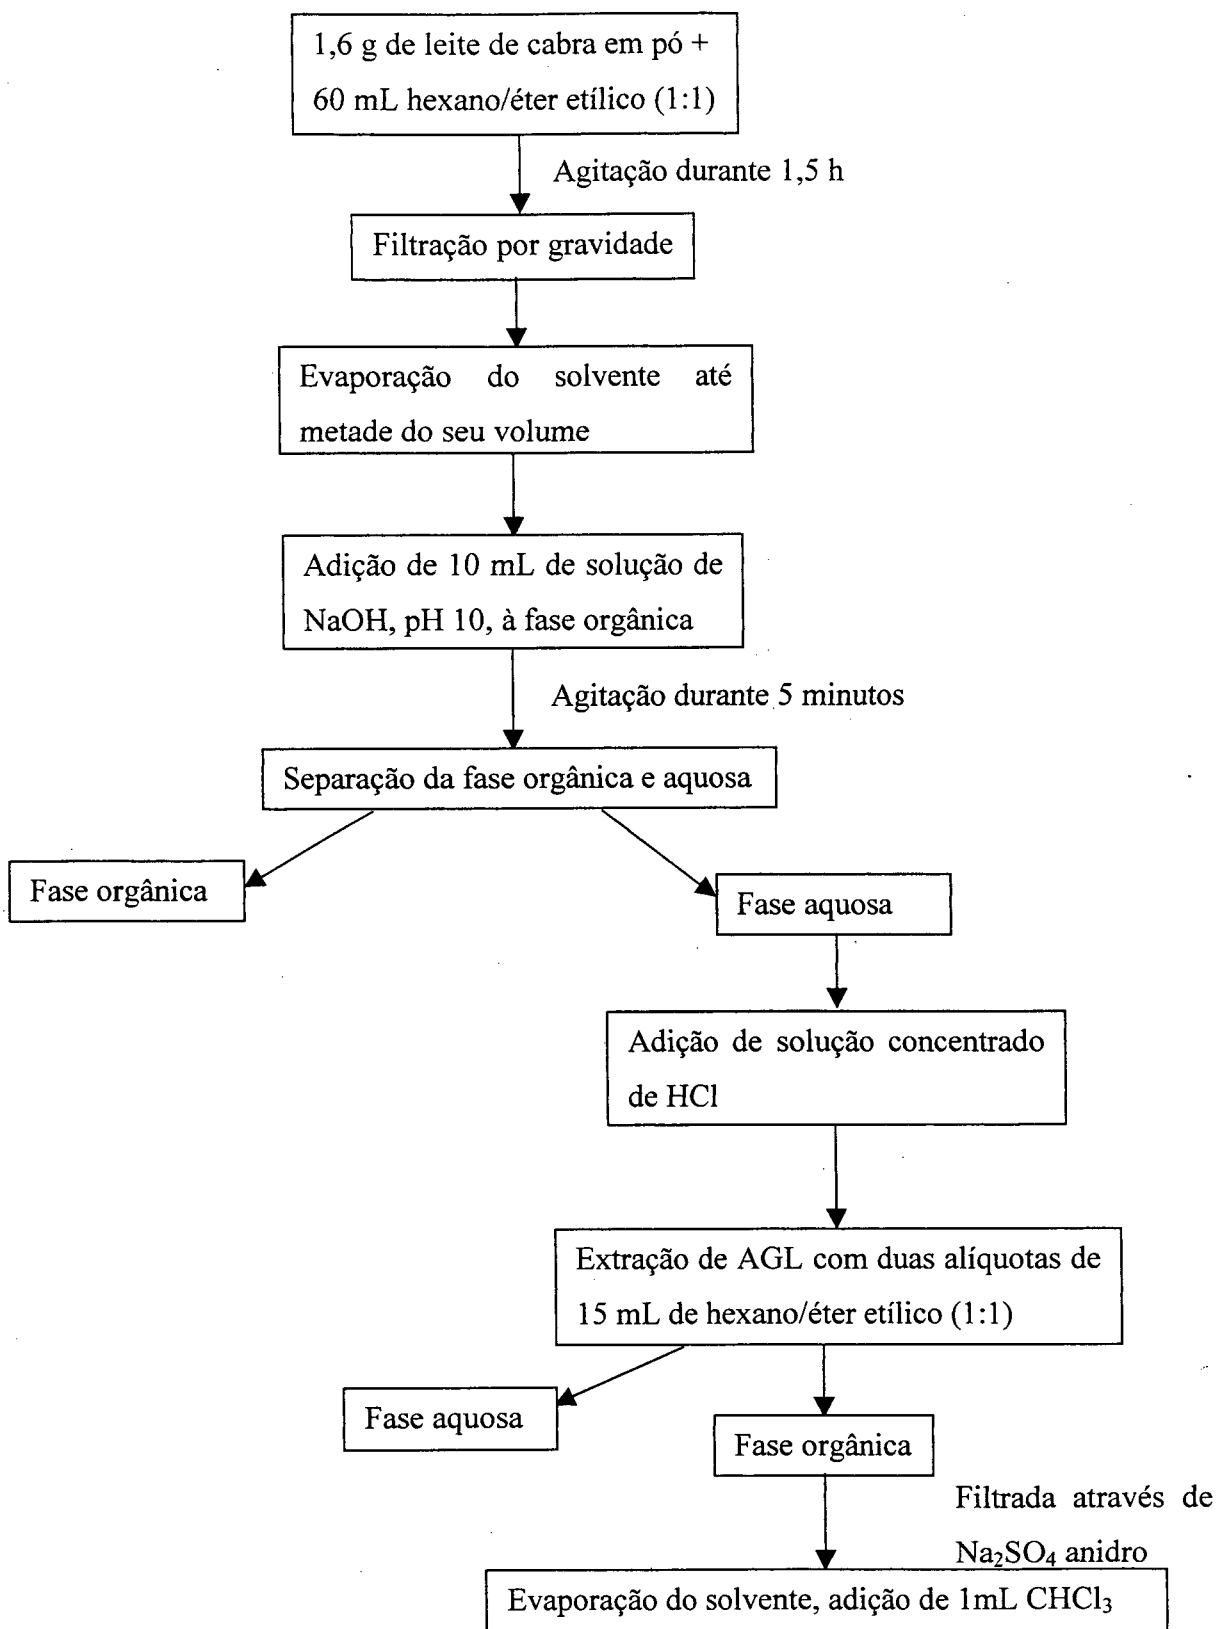 1,6 g de leite de cabra em pó +
60 mL hexano/éter etílico (1:1)
Agitação durante 1,5 h
Filtração por gravidade
Evaporação do solvente até
metade do seu volume
Adição de 10 mL de solução de
NaOH, pH 10, à fase orgânica
Agitação durante 5 minutos
Separação da fase orgânica e aquosa
Fase orgânica
Fase aquosa
Adição de solução concentrado
de HCl
Extração de AGL com duas alíquotas de
15 mL de hexano/éter etílico (1:1)
Fase aquosa
Fase orgânica
Filtrada através de
Na₂SO₄ anidro
Evaporação do solvente, adição de 1mL CHCl₃